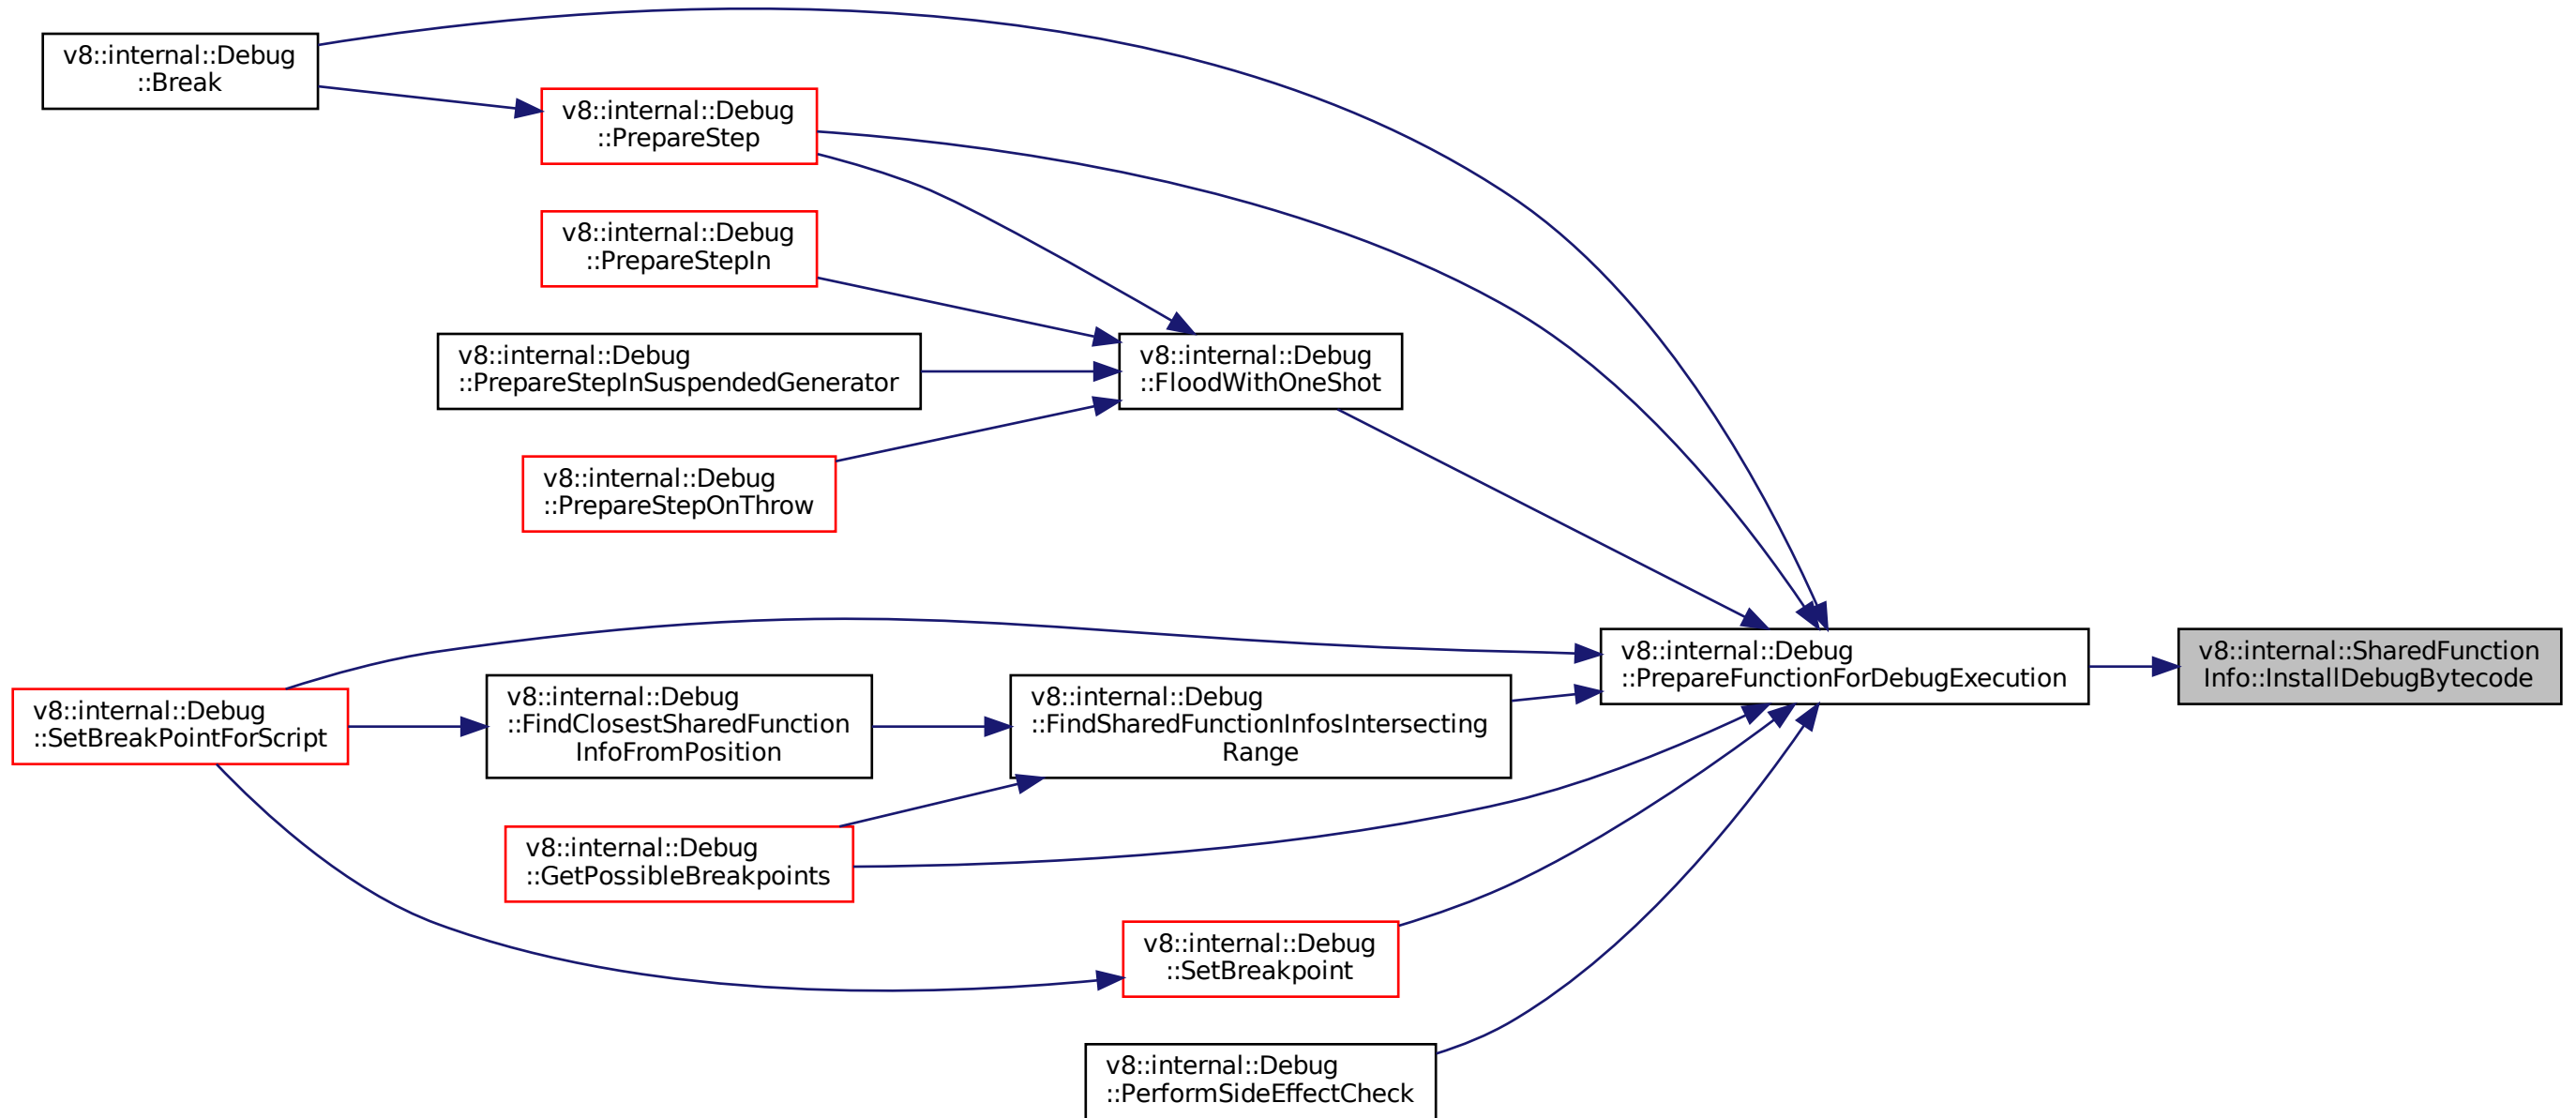 v8::internal::Debug
::Break
v8::internal::Debug
::PrepareStep
v8::internal::Debug
::PrepareStepIn
v8::internal::Debug
::PrepareStepInSuspendedGenerator
v8::internal::Debug
::FloodWithOneShot
v8::internal::Debug
::PrepareStepOnThrow
v8::internal::Debug
::PrepareFunctionForDebugExecution
v8::internal::SharedFunction
Info::InstallDebugBytecode
v8::internal::Debug
::SetBreakPointForScript
v8::internal::Debug
::FindClosestSharedFunction
InfoFromPosition
v8::internal::Debug
::FindSharedFunctionInfosIntersecting
Range
v8::internal::Debug
::GetPossibleBreakpoints
v8::internal::Debug
::SetBreakpoint
v8::internal::Debug
::PerformSideEffectCheck